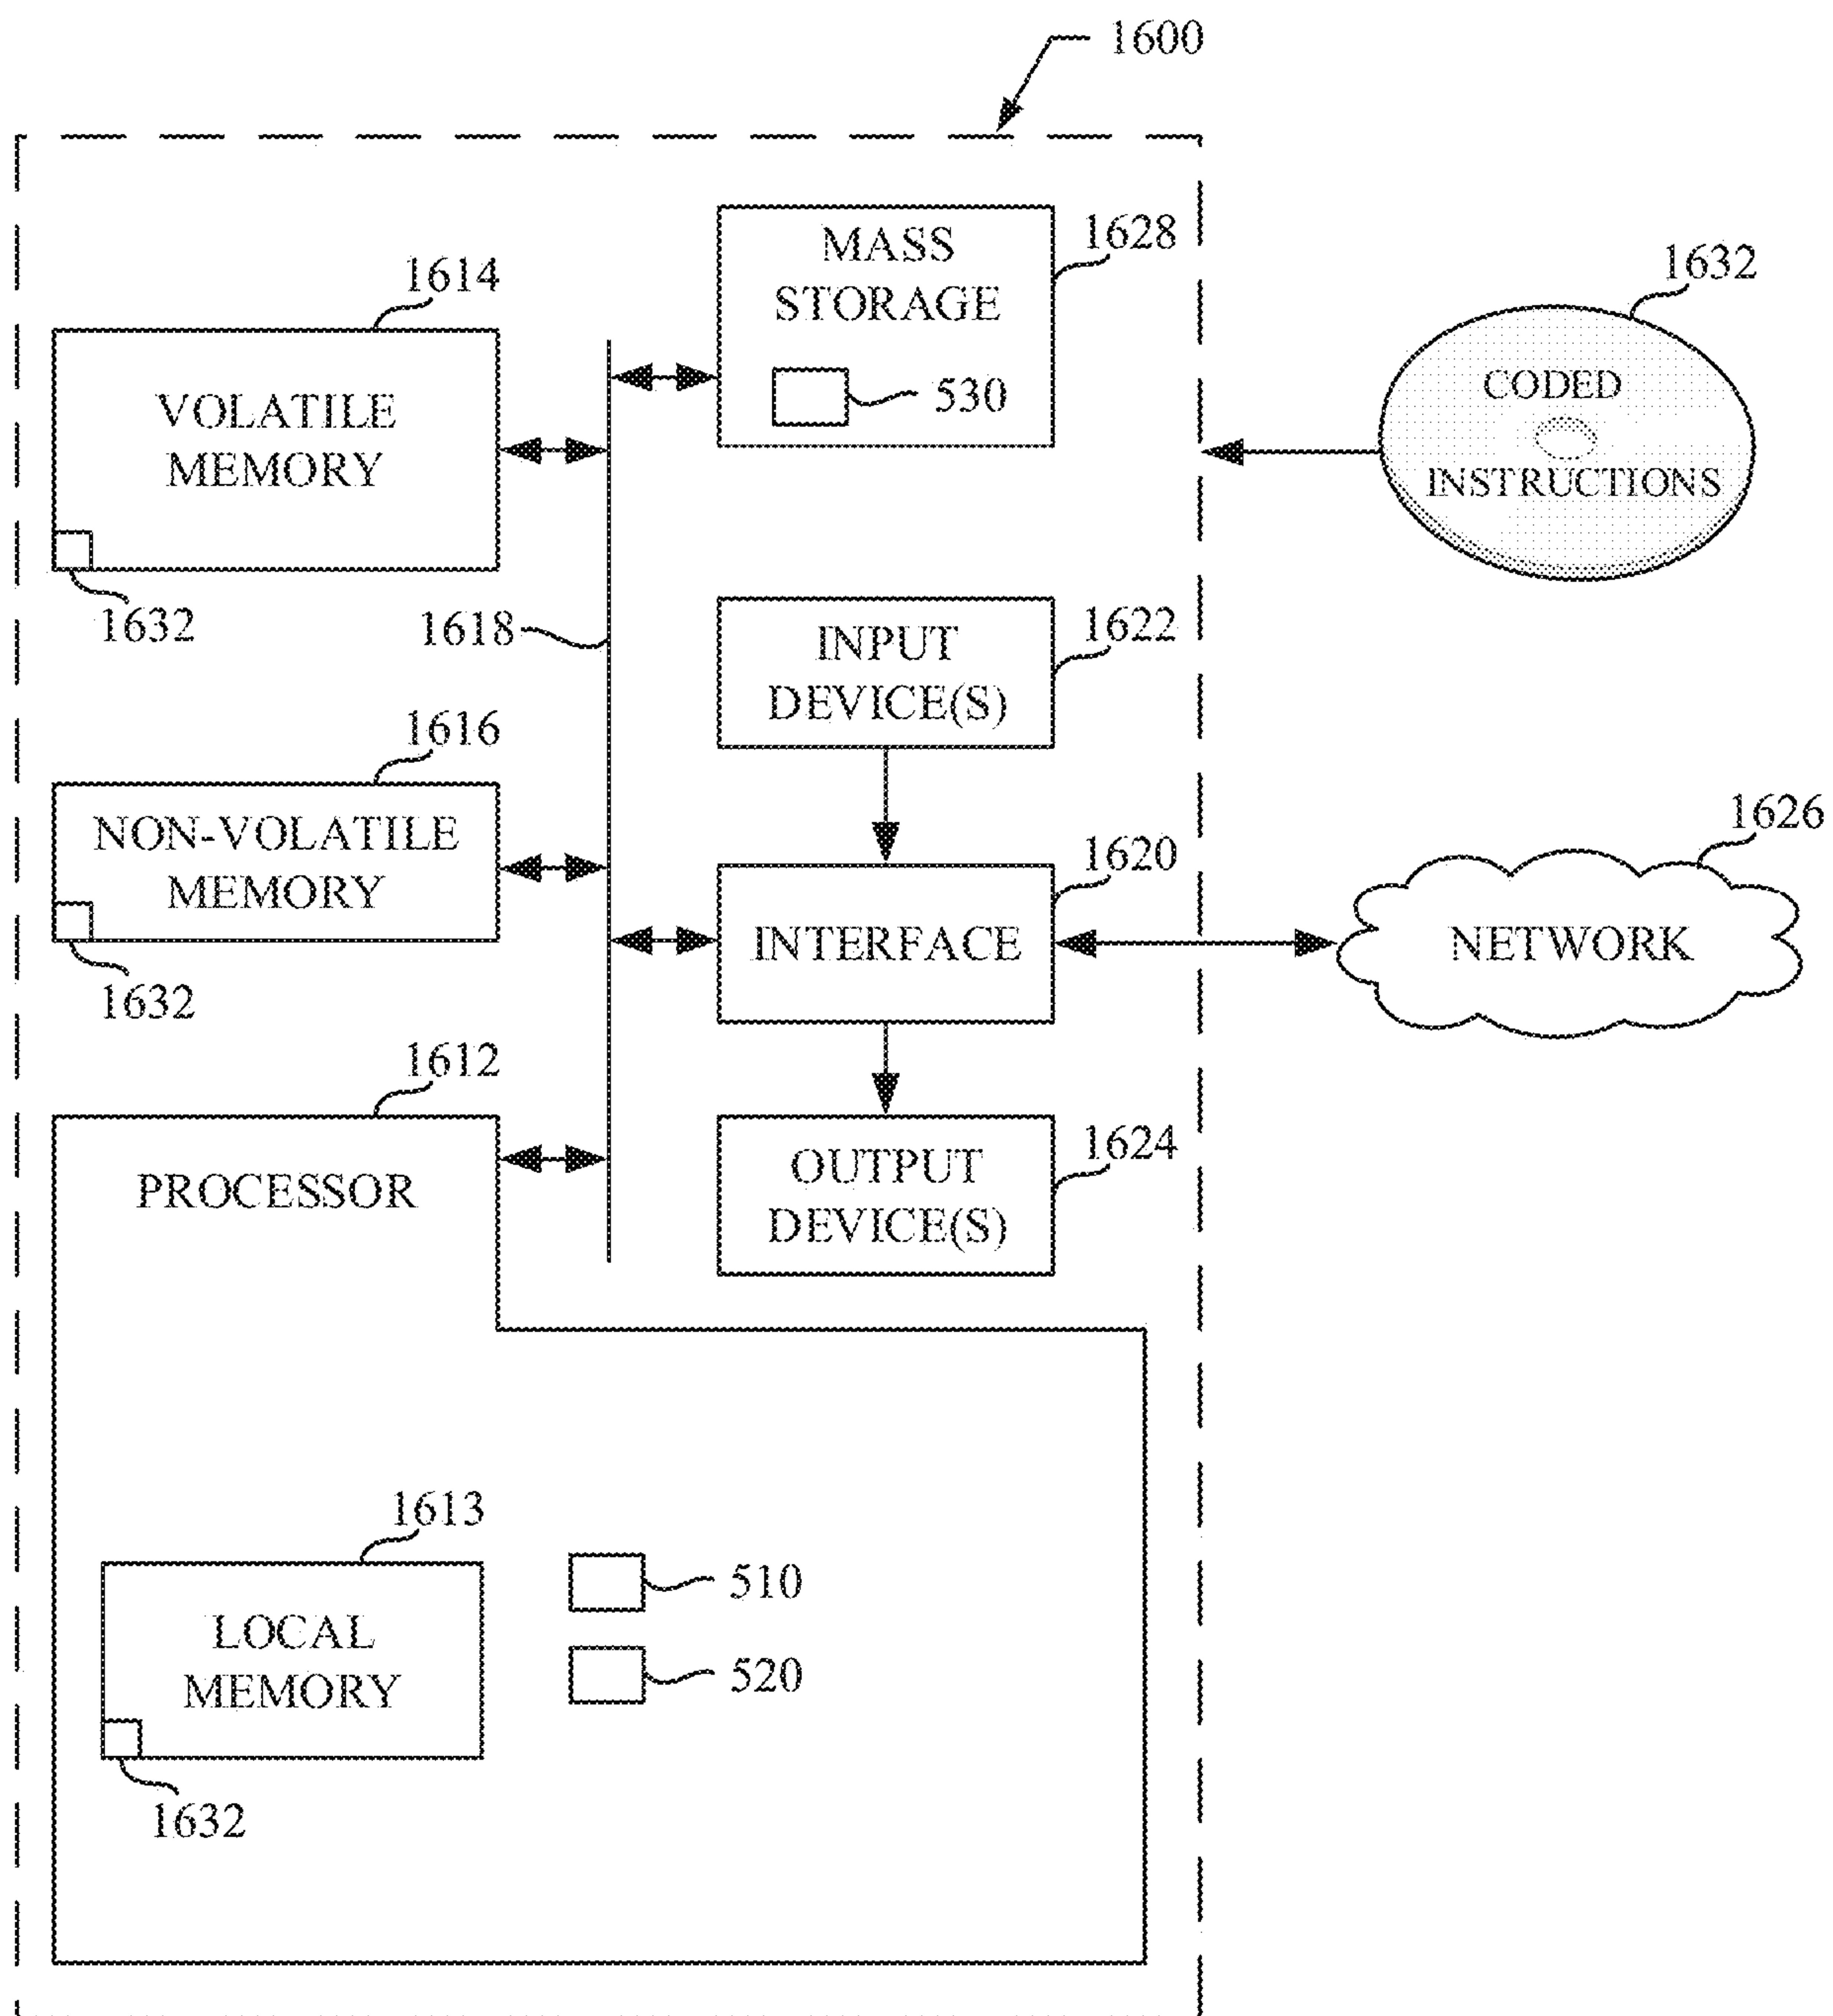 1600
MASS
STORAGE
1628
530
1614
VOLATILE
MEMORY
1632
1632
CODED
INSTRUCTIONS
1618
INPUT
DEVICE(S)
1622
1616
NON-VOLATILE
MEMORY
1632
1620
INTERFACE
1626
NETWORK
1612
PROCESSOR
OUTPUT
DEVICE(S)
1624
1613
LOCAL
MEMORY
1632
510
520